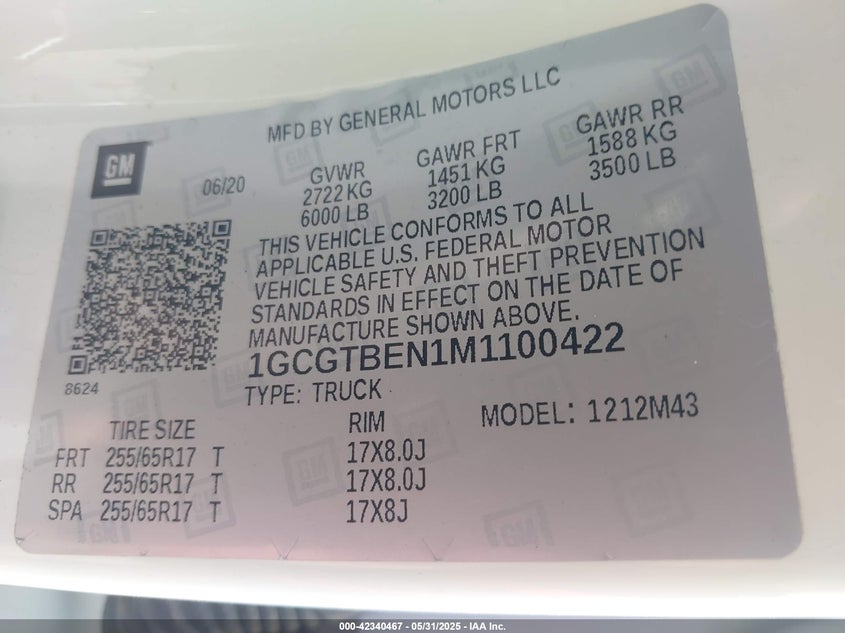 MFD BY GENERAL MOTORS LLC
GM
06/20
GVWR
2722 KG
6000 LB
GAWR FRT
1451 KG
3200 LB
GAWR RR
1588 KG
3500 LB
THIS VEHICLE CONFORMS TO ALL
APPLICABLE U.S. FEDERAL MOTOR
VEHICLE SAFETY AND THEFT PREVENTION
STANDARDS IN EFFECT ON THE DATE OF
MANUFACTURE SHOWN ABOVE.
1GCGTBEN1M1100422
8624
TYPE: TRUCK
MODEL: 1212M43
TIRE SIZE RIM
FRT 255/65R17 T 17X8.0J
RR 255/65R17 T 17X8.0J
SPA 255/65R17 T 17X8J
000-42340467 - 05/31/2025 - IAA Inc.